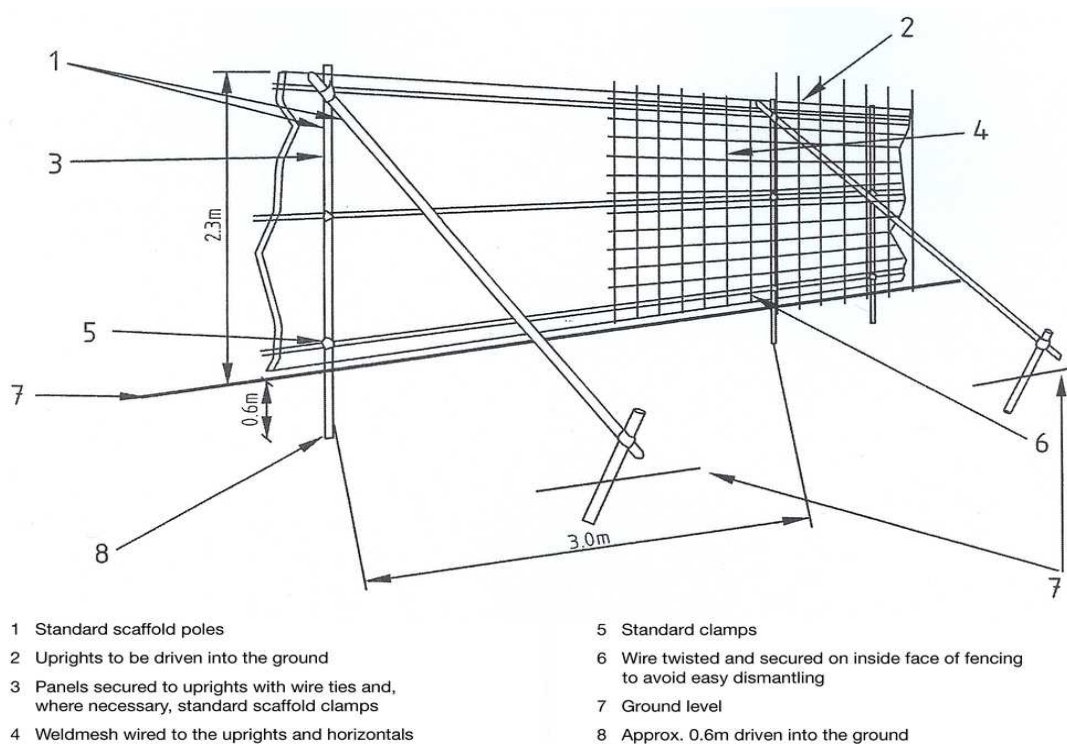 1
2
3
4
2.3m
5
7
0.6m
6
8
3.0m
7
1 Standard scaffold poles
2 Uprights to be driven into the ground
3 Panels secured to uprights with wire ties and,
where necessary, standard scaffold clamps
4 Weldmesh wired to the uprights and horizontals
5 Standard clamps
6 Wire twisted and secured on inside face of fencing
to avoid easy dismantling
7 Ground level
8 Approx. 0.6m driven into the ground